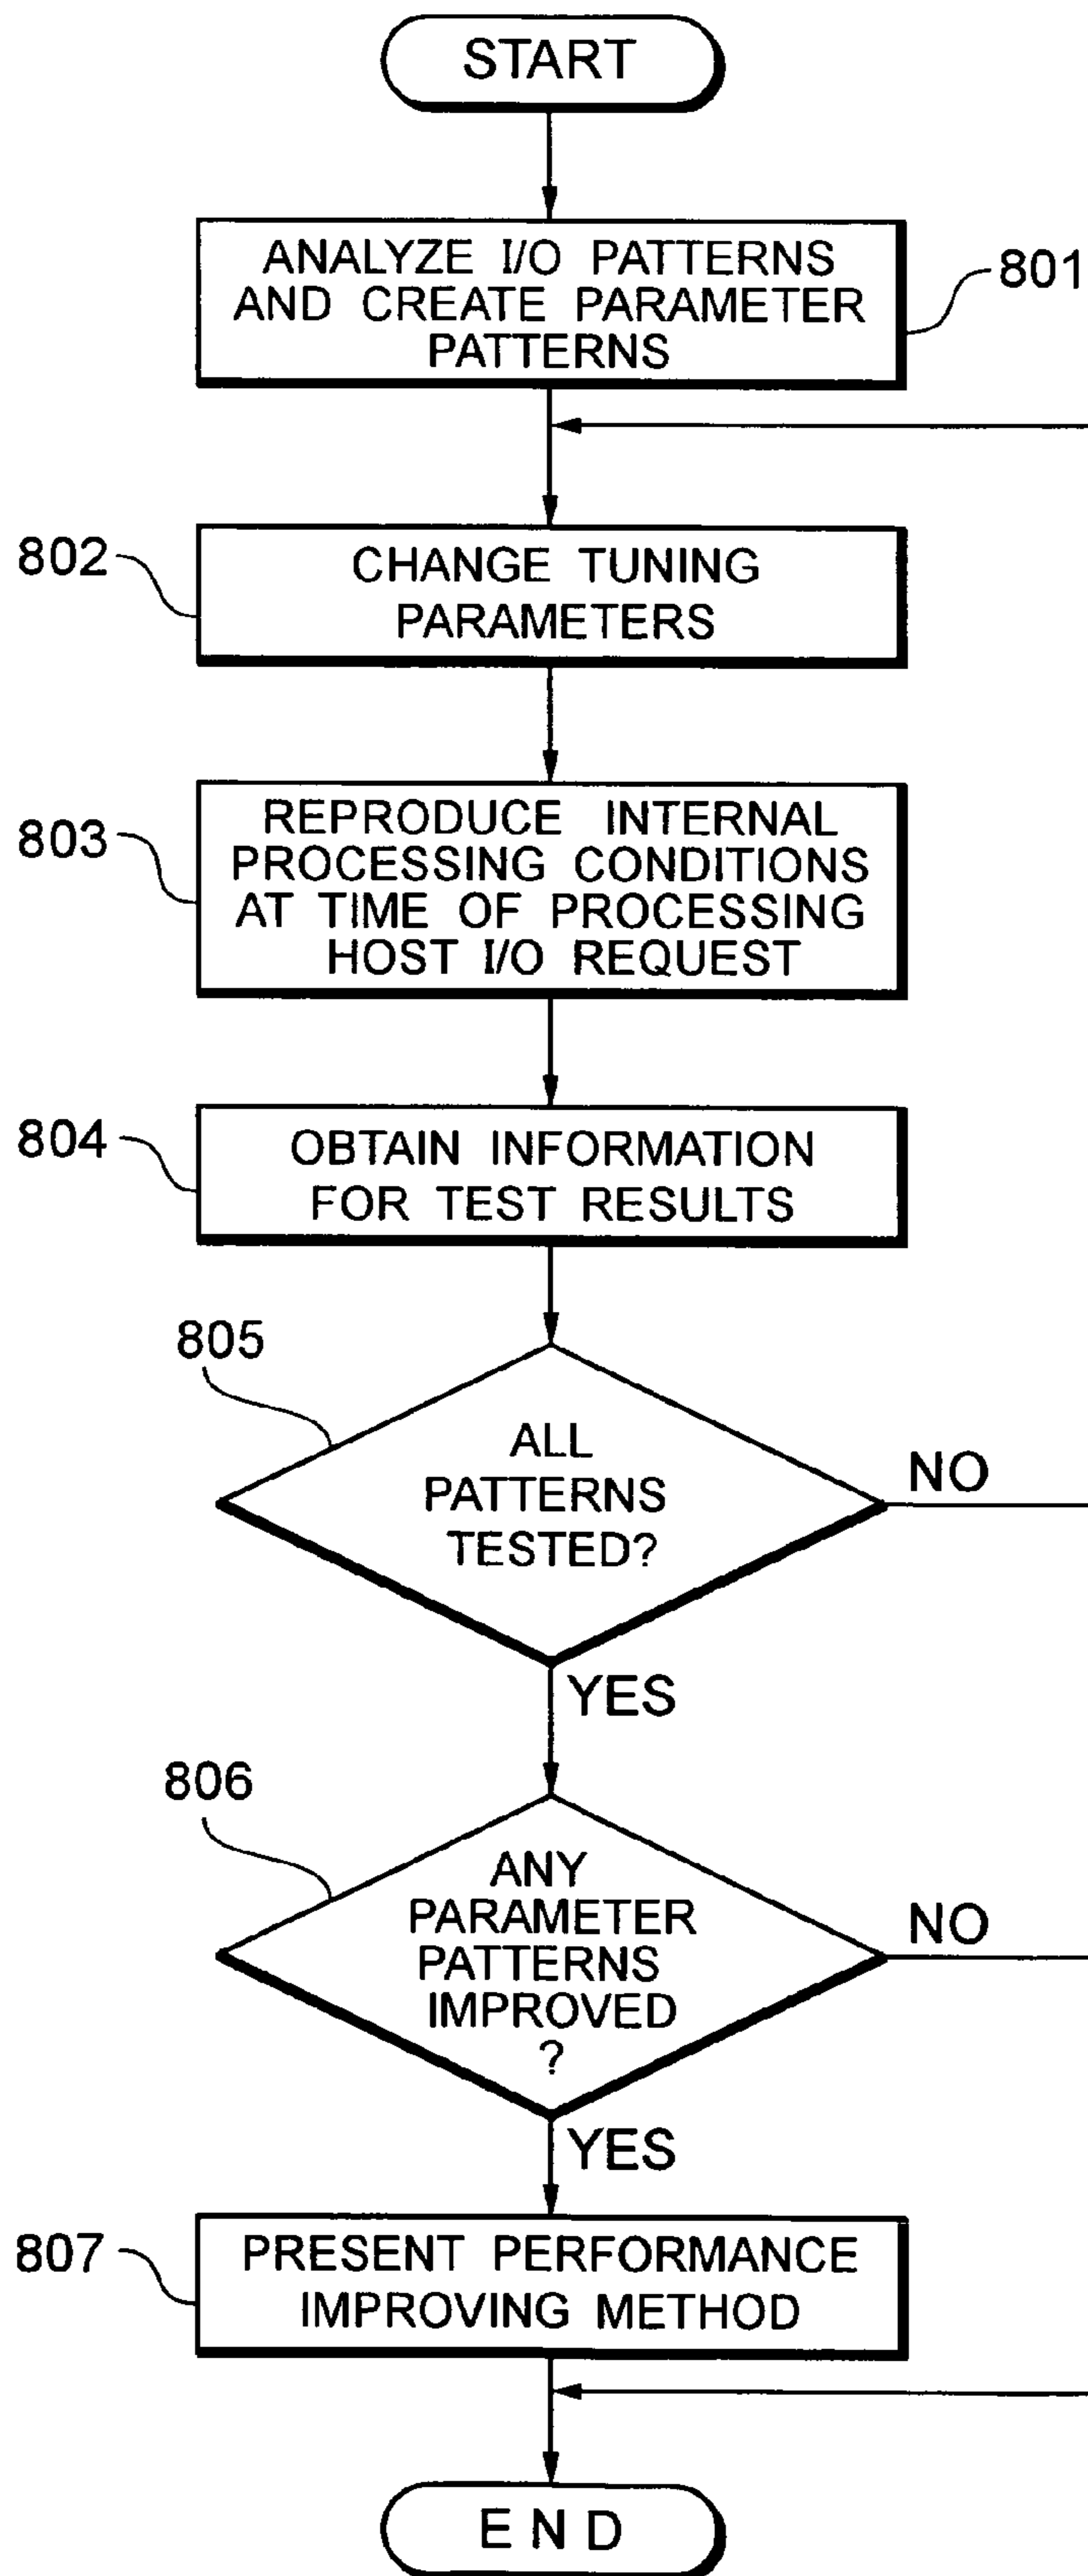 START
ANALYZE I/O PATTERNS
AND CREATE PARAMETER
PATTERNS
801
802
CHANGE TUNING
PARAMETERS
803
REPRODUCE INTERNAL
PROCESSING CONDITIONS
AT TIME OF PROCESSING
HOST I/O REQUEST
804
OBTAIN INFORMATION
FOR TEST RESULTS
805
ALL
PATTERNS
TESTED?
NO
YES
806
ANY
PARAMETER
PATTERNS
IMPROVED
?
NO
YES
807
PRESENT PERFORMANCE
IMPROVING METHOD
END